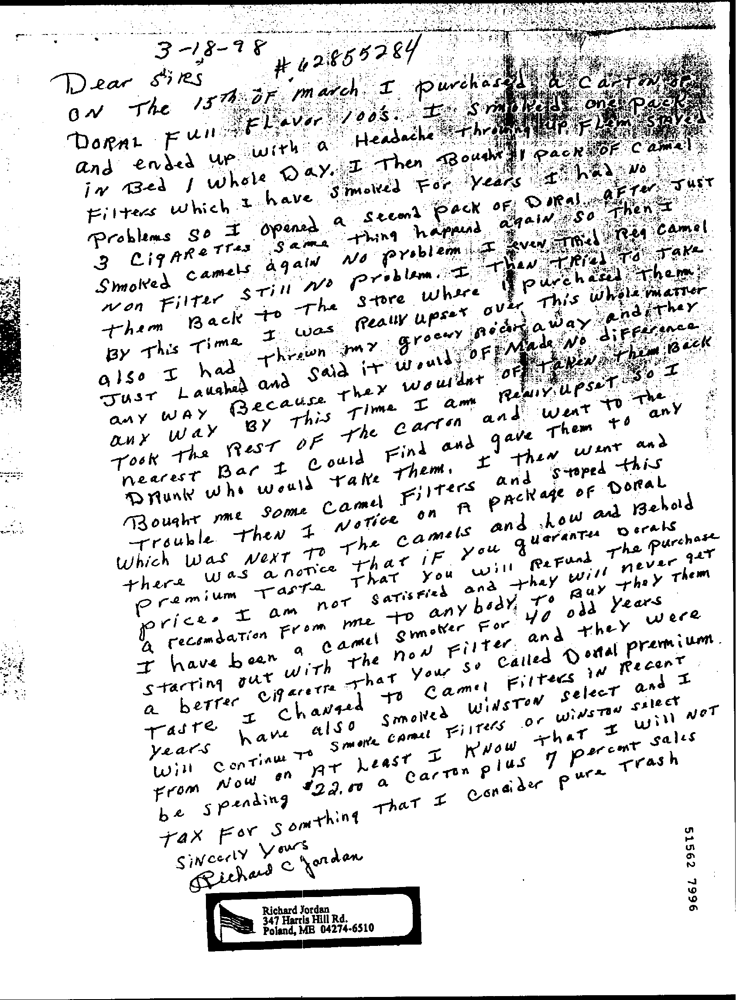 3-18-98
#62855284
Dear SiRs
ON The 15Th OF march I purchased a CarTon of
DORAL Full FLavor 100's. I Smoked one pack
and ended up with a Headache Throwing up Flem Stayed
in Bed 1 whole Day. I Then Bought 1 pack of Camel
Filters which I have smoked For Years I had No
Problems so I opened a second pack of DoRal after Just
3 CigAReTTes same thing happend again so Then I
Smoked Camels again No problem I even TRied Reg Camel
Non Filter STill No Problem. I Then TRied To Take
them Back to The Store where I purchased Them
By This Time I was Really upset over This whole matter
also I had thrown my grocery away and they
Just Laughed and Said iT would OF Made No difference
any WAY Because They wouldnt OF TaKen them Back
any Way By This Time I am Really upset so I
Took the Rest OF The Carton and went to The
nearest Bar I Could Find and gave Them to any
DRunk who would Take Them. I Then went and
Bought me some Camel Filters and stoped this
Trouble Then I Notice on A pAckage of DORAL
Which Was Next To The Camels and Low and Behold
there was a notice that iF You guarantee Dorals
Premium Taste That You will Refund The purchase
price. I am not satisfied and They will never get
a recomdation From me to anybody To Buy They Them
I have been a Camel Smoker For 40 odd Years
starting out with The noN Filter and they were
a better Cigarette That Your So Called Doral premium
Taste I Changed to Camel Filters in Recent
Years have also Smoked WinSTon Select and I
Will Continue To Smoke Camel Filters or Winston Select
From Now on AT Least I KNow That I will NOT
be spending $22.00 a Carton plus 7 percent sales
TAX For somthing That I Consider pure Trash
Sincerly Yours
Richard C Jordan
Richard Jordan
347 Harris Hill Rd.
Poland, ME 04274-6510
51562 7996